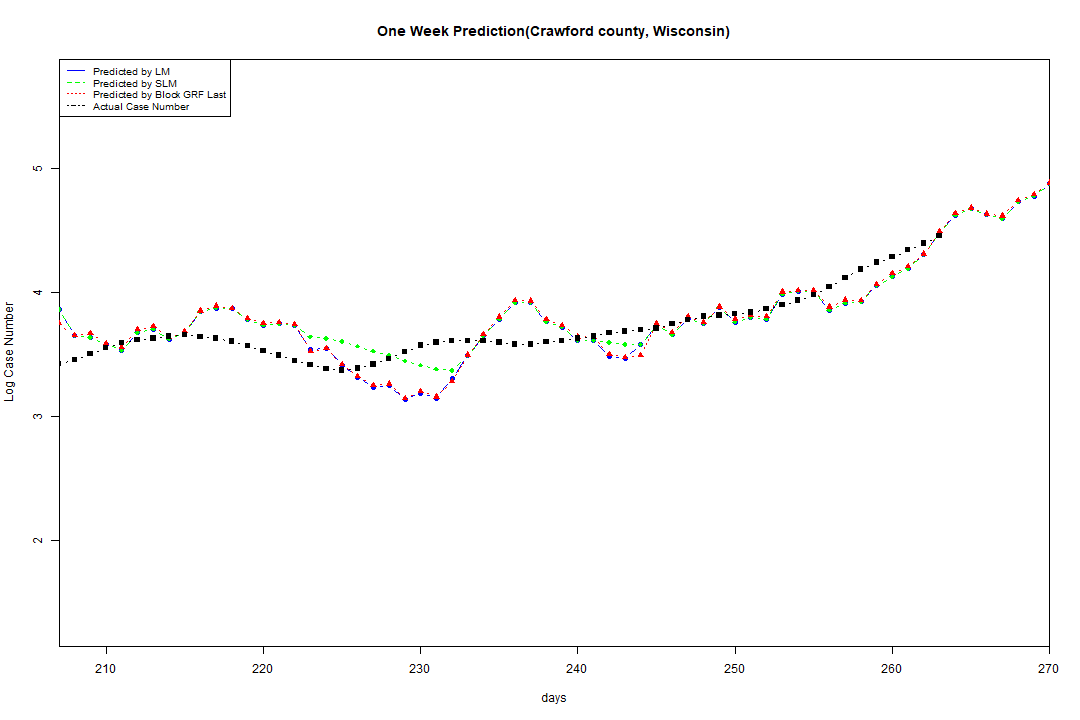 One Week Prediction(Crawford county, Wisconsin)
Predicted by LM
Predicted by SLM
Predicted by Block GRF Last
Actual Case Number
5
4
3
2
Log Case Number
210 220 230 240 250 260 270
days